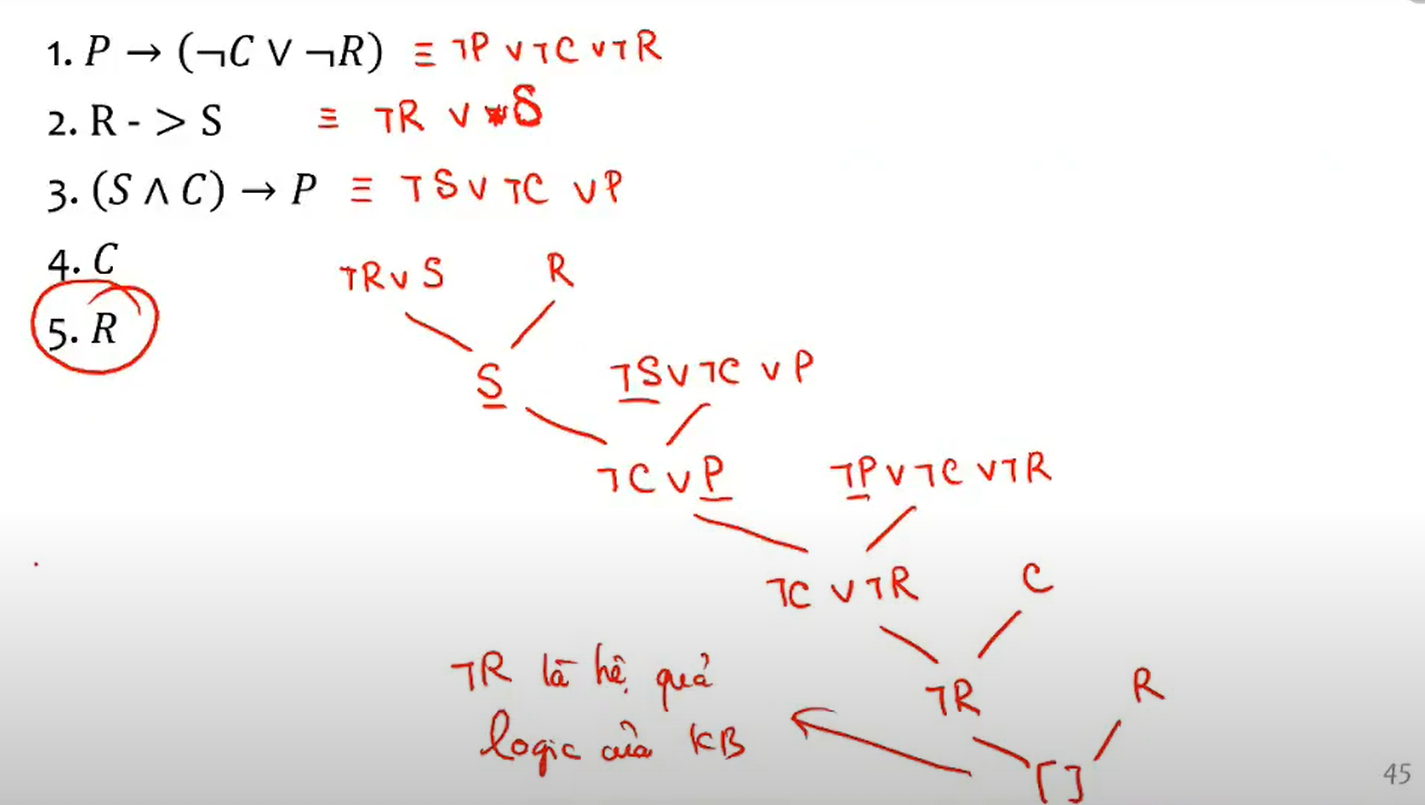 1. P → (¬C ∨ ¬R) ≡ ¬P ∨ ¬C ∨ ¬R
2. R - > S ≡ ¬R ∨ S
3. (S ∧ C) → P ≡ ¬S ∨ ¬C ∨ P
4. C
¬R ∨ S R
5. R
S ¬S ∨ ¬C ∨ P
¬C ∨ P ¬P ∨ ¬C ∨ ¬R
¬C ∨ ¬R C
¬R là hệ quả
¬R R
logic của KB
[]
45